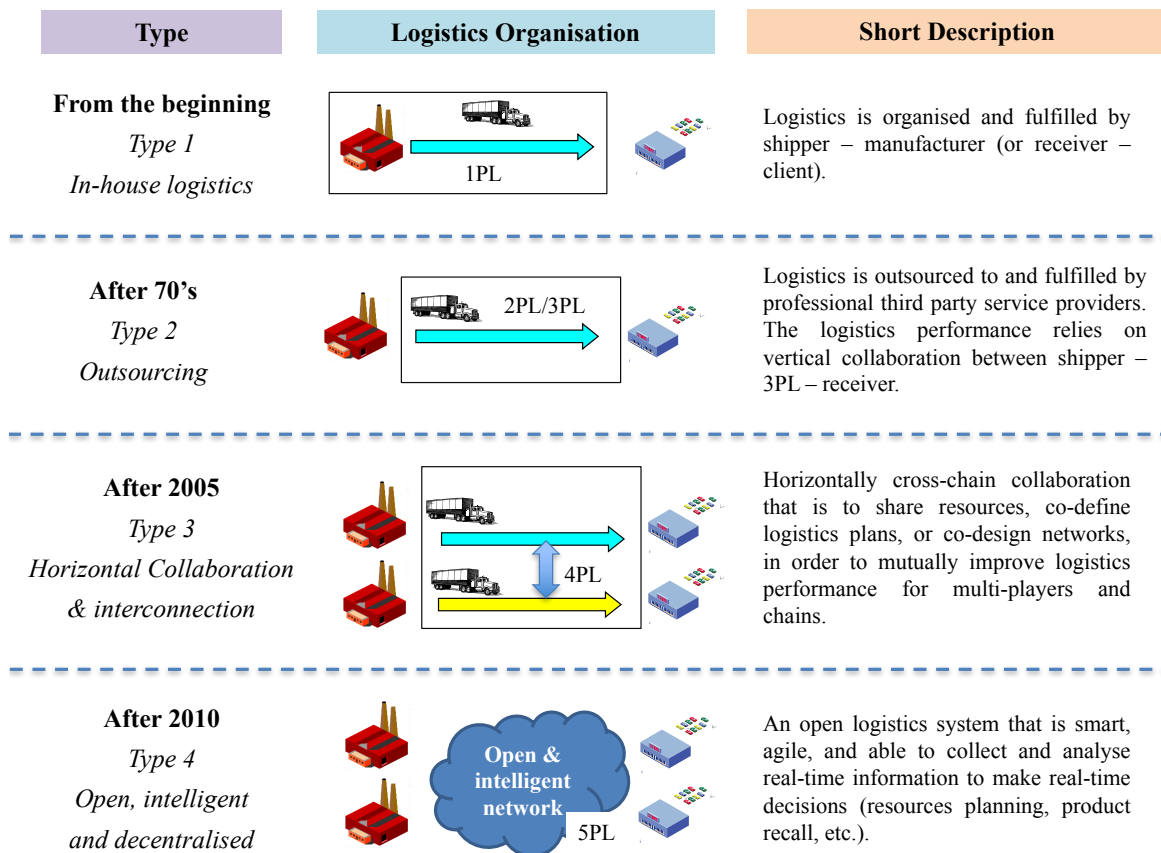 Type
Logistics Organisation
Short Description
From the beginning
Type 1
In-house logistics
1PL
Logistics is organised and fulfilled by
shipper – manufacturer (or receiver –
client).
After 70's
Type 2
Outsourcing
2PL/3PL
Logistics is outsourced to and fulfilled by
professional third party service providers.
The logistics performance relies on
vertical collaboration between shipper –
3PL – receiver.
After 2005
Type 3
Horizontal Collaboration
& interconnection
4PL
Horizontally cross-chain collaboration
that is to share resources, co-define
logistics plans, or co-design networks,
in order to mutually improve logistics
performance for multi-players and
chains.
After 2010
Type 4
Open, intelligent
and decentralised
Open &
intelligent
network
5PL
An open logistics system that is smart,
agile, and able to collect and analyse
real-time information to make real-time
decisions (resources planning, product
recall, etc.).